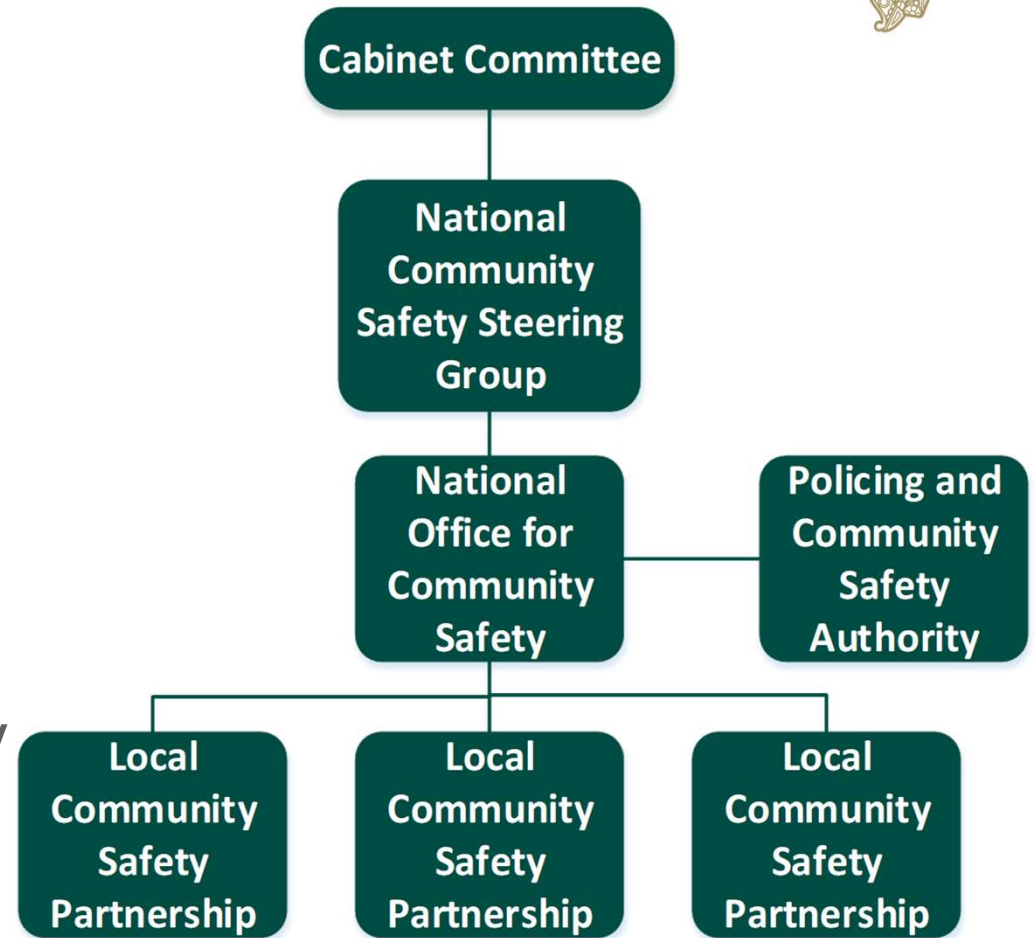 Cabinet Committee
National
Community
Safety Steering
Group
National
Office for
Community
Safety
Policing and
Community
Safety
Authority
Local
Community
Safety
Partnership
Local
Community
Safety
Partnership
Local
Community
Safety
Partnership